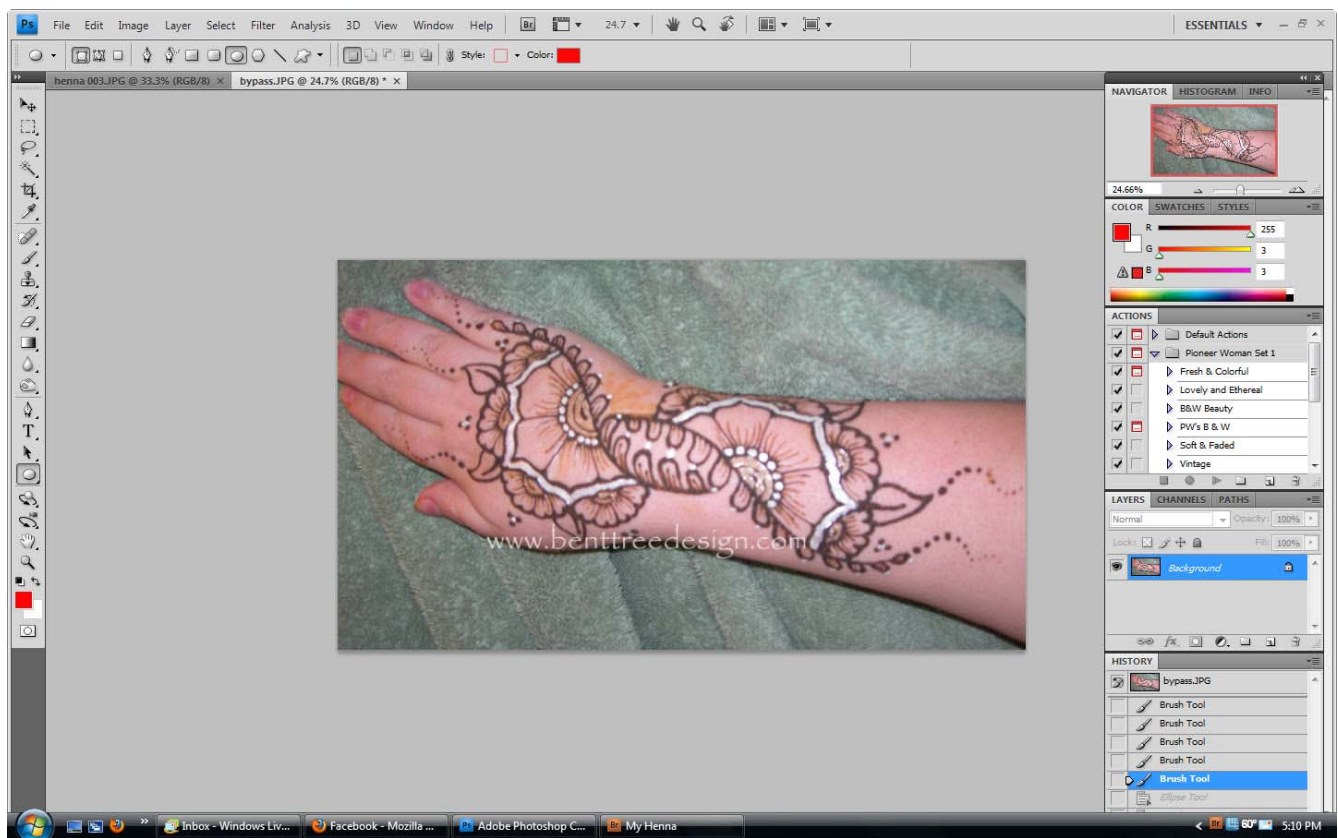 Ps File Edit Image Layer Select Filter Analysis 3D View Window Help Br 24.7 ESSENTIALS
Style: Color:
henna 003.JPG @ 33.3% (RGB/8) × bypass.JPG @ 24.7% (RGB/8) * ×
NAVIGATOR HISTOGRAM INFO
24.66%
COLOR SWATCHES STYLES
R 255
G 3
B 3
ACTIONS
Default Actions
Pioneer Woman Set 1
Fresh & Colorful
Lovely and Ethereal
B&W Beauty
PW's B & W
Soft & Faded
Vintage
LAYERS CHANNELS PATHS
Normal Opacity: 100%
Lock: Fill: 100%
Background
HISTORY
bypass.JPG
Brush Tool
Brush Tool
Brush Tool
Brush Tool
Brush Tool
Ellipse Tool
www.benttreedesign.com
Inbox - Windows Liv... Facebook - Mozilla ... Ps Adobe Photoshop C... Br My Henna Br 60° 5:10 PM